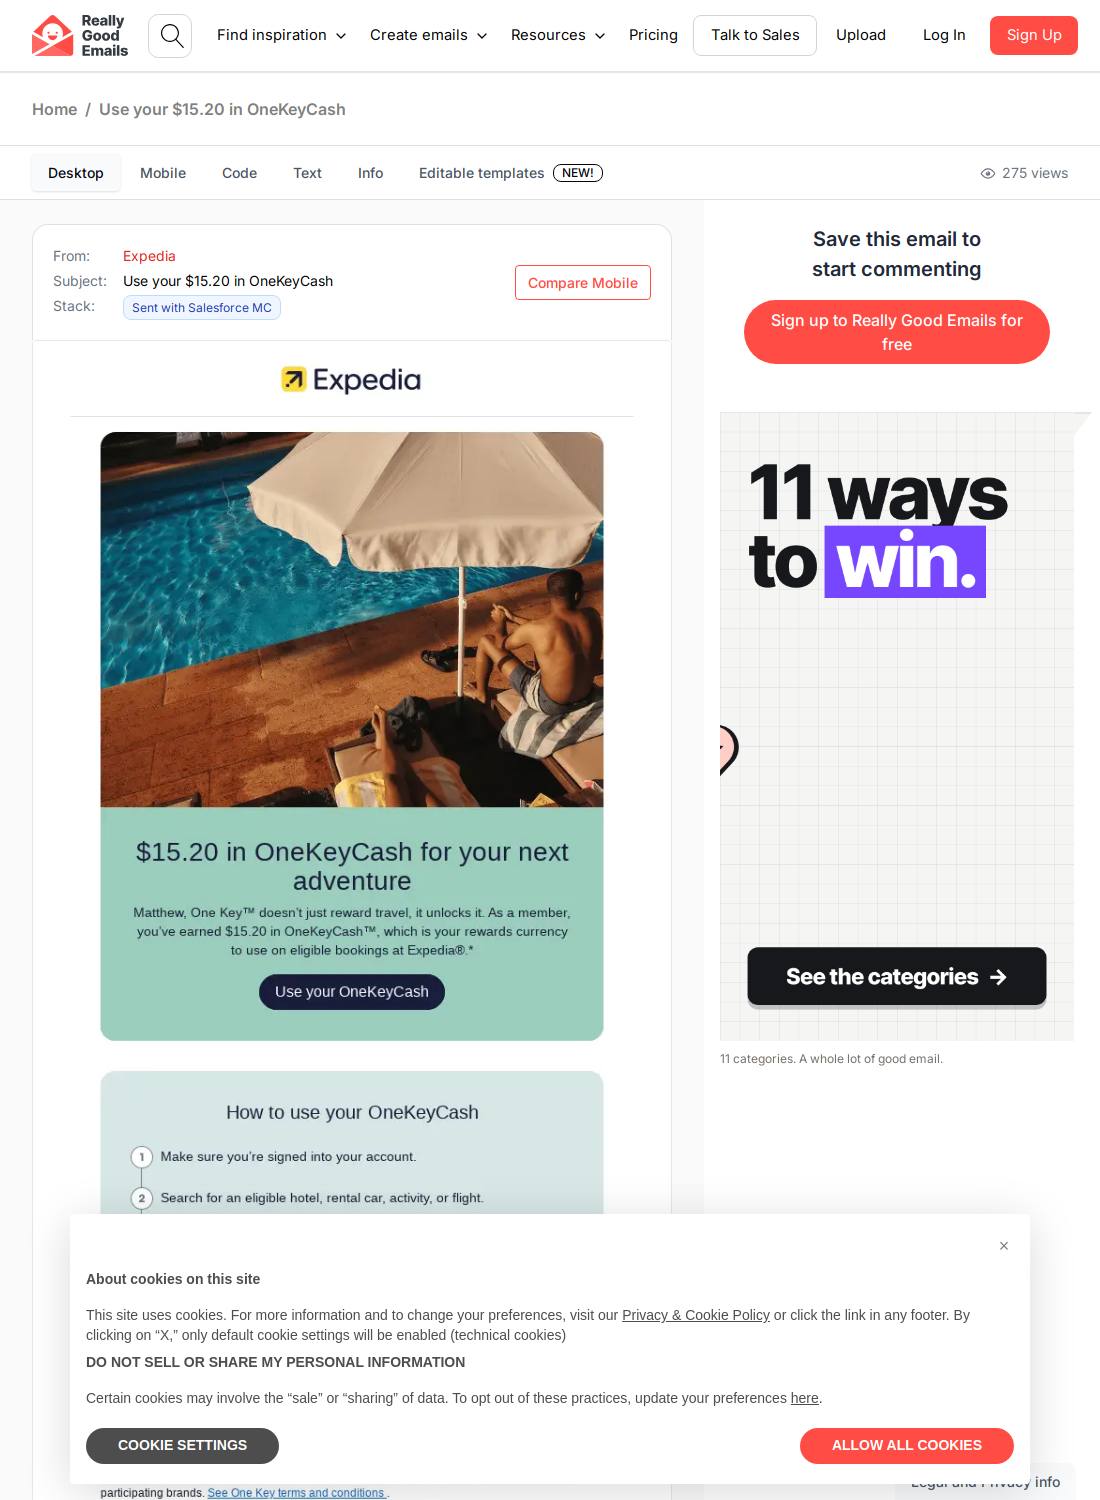 Really
Good
Emails
Find inspiration
Create emails
Resources
Pricing
Talk to Sales
Upload
Log In
Sign Up
Home / Use your $15.20 in OneKeyCash
Desktop
Mobile
Code
Text
Info
Editable templates NEW!
275 views
From: Expedia
Subject: Use your $15.20 in OneKeyCash
Stack: Sent with Salesforce MC
Compare Mobile
Expedia
$15.20 in OneKeyCash for your next
adventure
Matthew, One Key™ doesn’t just reward travel, it unlocks it. As a member,
you’ve earned $15.20 in OneKeyCash™, which is your rewards currency
to use on eligible bookings at Expedia®.*
Use your OneKeyCash
How to use your OneKeyCash
1 Make sure you’re signed into your account.
2 Search for an eligible hotel, rental car, activity, or flight.
Save this email to
start commenting
Sign up to Really Good Emails for
free
11 ways
to win.
See the categories →
11 categories. A whole lot of good email.
×
About cookies on this site
This site uses cookies. For more information and to change your preferences, visit our Privacy & Cookie Policy or click the link in any footer. By
clicking on “X,” only default cookie settings will be enabled (technical cookies)
DO NOT SELL OR SHARE MY PERSONAL INFORMATION
Certain cookies may involve the “sale” or “sharing” of data. To opt out of these practices, update your preferences here.
COOKIE SETTINGS
ALLOW ALL COOKIES
Legal and Privacy info
participating brands. See One Key terms and conditions .